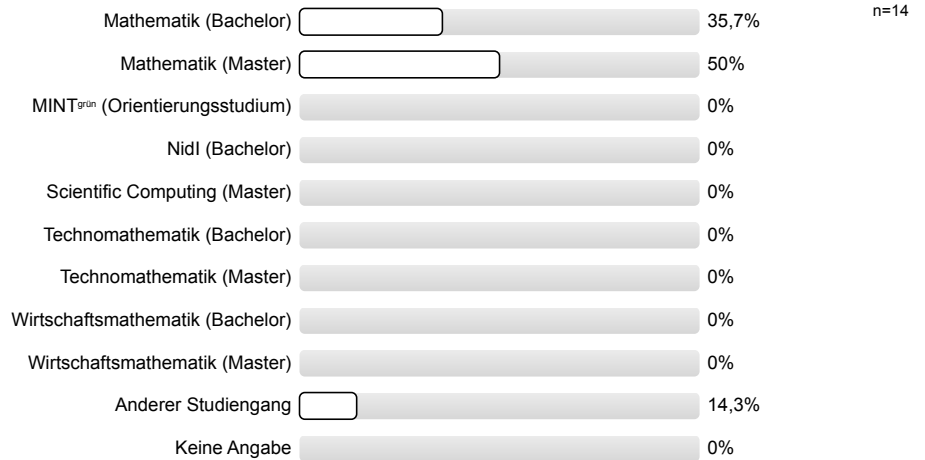 Mathematik (Bachelor) 35,7% n=14
Mathematik (Master) 50%
MINTgrün (Orientierungsstudium) 0%
NidI (Bachelor) 0%
Scientific Computing (Master) 0%
Technomathematik (Bachelor) 0%
Technomathematik (Master) 0%
Wirtschaftsmathematik (Bachelor) 0%
Wirtschaftsmathematik (Master) 0%
Anderer Studiengang 14,3%
Keine Angabe 0%